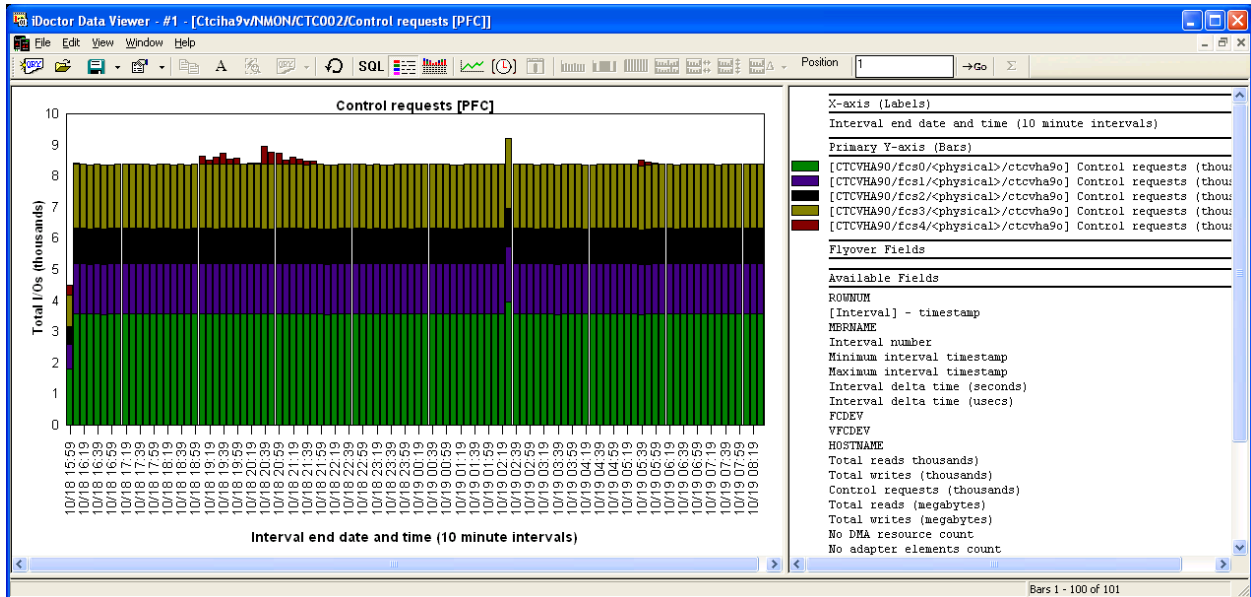 iDoctor Data Viewer - #1 - [Ctciha9v/NMON/CTC002/Control requests [PFC]]
File Edit View Window Help
QRY A QRY SQL Position 1 Go Σ
Control requests [PFC]
10
9
8
7
6
5
4
3
2
1
0
Total I/Os (thousands)
10/18 15:59
10/18 16:19
10/18 16:39
10/18 16:59
10/18 17:19
10/18 17:39
10/18 17:59
10/18 18:19
10/18 18:39
10/18 18:59
10/18 19:19
10/18 19:39
10/18 19:59
10/18 20:19
10/18 20:39
10/18 20:59
10/18 21:19
10/18 21:39
10/18 21:59
10/18 22:19
10/18 22:39
10/18 22:59
10/18 23:19
10/18 23:39
10/18 23:59
10/19 00:19
10/19 00:39
10/19 00:59
10/19 01:19
10/19 01:39
10/19 01:59
10/19 02:19
10/19 02:39
10/19 02:59
10/19 03:19
10/19 03:39
10/19 03:59
10/19 04:19
10/19 04:39
10/19 04:59
10/19 05:19
10/19 05:39
10/19 05:59
10/19 06:19
10/19 06:39
10/19 06:59
10/19 07:19
10/19 07:39
10/19 07:59
10/19 08:19
Interval end date and time (10 minute intervals)
X-axis (Labels)
Interval end date and time (10 minute intervals)
Primary Y-axis (Bars)
[CTCVHA90/fcs0/<physical>/ctcvha9o] Control requests (thous
[CTCVHA90/fcs1/<physical>/ctcvha9o] Control requests (thous
[CTCVHA90/fcs2/<physical>/ctcvha9o] Control requests (thous
[CTCVHA90/fcs3/<physical>/ctcvha9o] Control requests (thous
[CTCVHA90/fcs4/<physical>/ctcvha9o] Control requests (thous
Flyover Fields
Available Fields
ROWNUM
[Interval] - timestamp
MBRNAME
Interval number
Minimum interval timestamp
Maximum interval timestamp
Interval delta time (seconds)
Interval delta time (usecs)
FCDEV
VFCDEV
HOSTNAME
Total reads thousands)
Total writes (thousands)
Control requests (thousands)
Total reads (megabytes)
Total writes (megabytes)
No DMA resource count
No adapter elements count
Bars 1 - 100 of 101